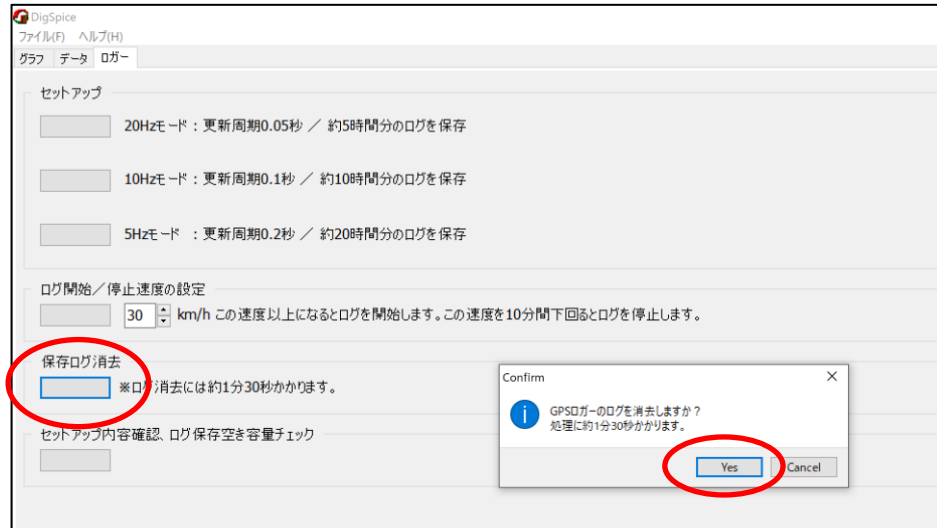 DigSpice
ファイル(F) ヘルプ(H)
グラフ データ ロガー
セットアップ
20Hzモード：更新周期0.05秒 ／ 約5時間分のログを保存
10Hzモード：更新周期0.1秒 ／ 約10時間分のログを保存
5Hzモード ：更新周期0.2秒 ／ 約20時間分のログを保存
ログ開始／停止速度の設定
30 km/h この速度以上になるとログを開始します。この速度を10分間下回るとログを停止します。
保存ログ消去
※ログ消去には約1分30秒かかります。
セットアップ内容確認、ログ保存空き容量チェック
Confirm
GPSロガーのログを消去しますか？
処理に約1分30秒かかります。
Yes Cancel